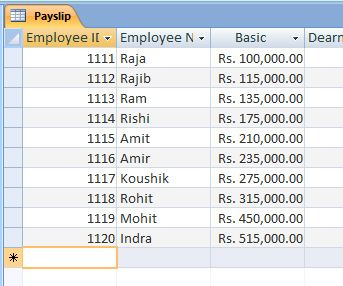 Payslip
Employee ID Employee N Basic Dearn
1111 Raja Rs. 100,000.00
1112 Rajib Rs. 115,000.00
1113 Ram Rs. 135,000.00
1114 Rishi Rs. 175,000.00
1115 Amit Rs. 210,000.00
1116 Amir Rs. 235,000.00
1117 Koushik Rs. 275,000.00
1118 Rohit Rs. 315,000.00
1119 Mohit Rs. 450,000.00
1120 Indra Rs. 515,000.00